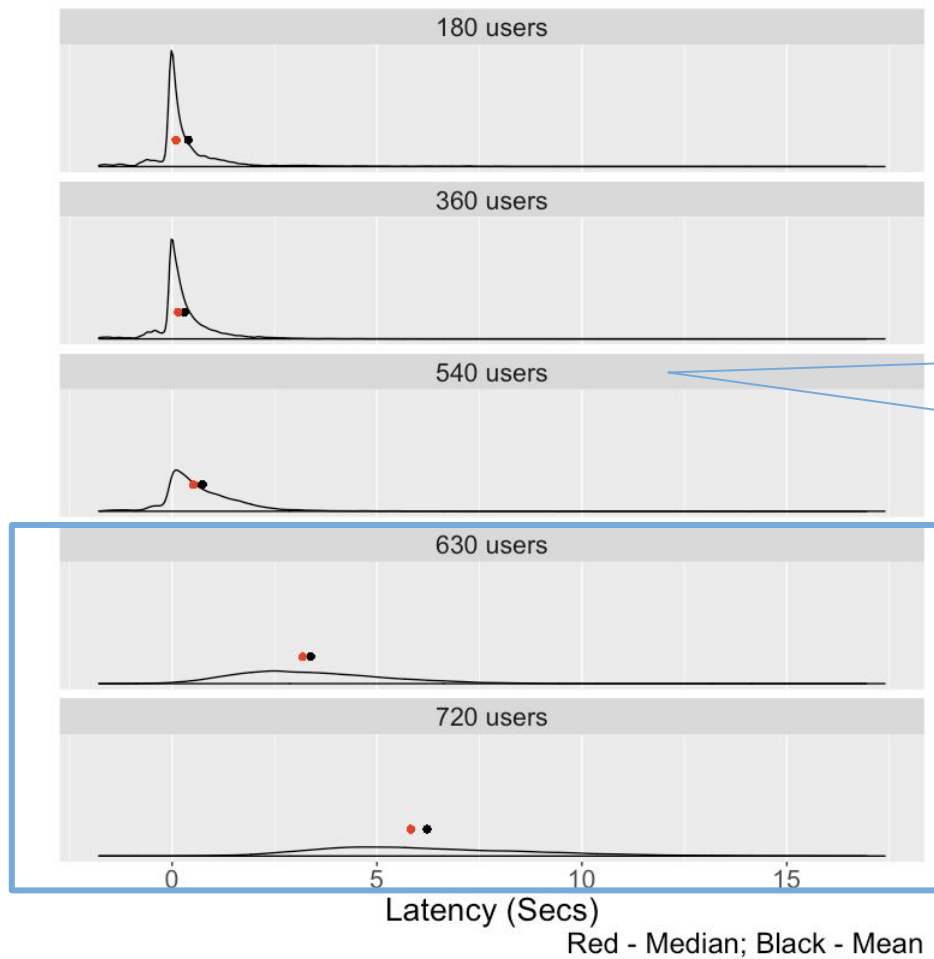 180 users
360 users
540 users
630 users
720 users
0 5 10 15
Latency (Secs)
Red - Median; Black - Mean